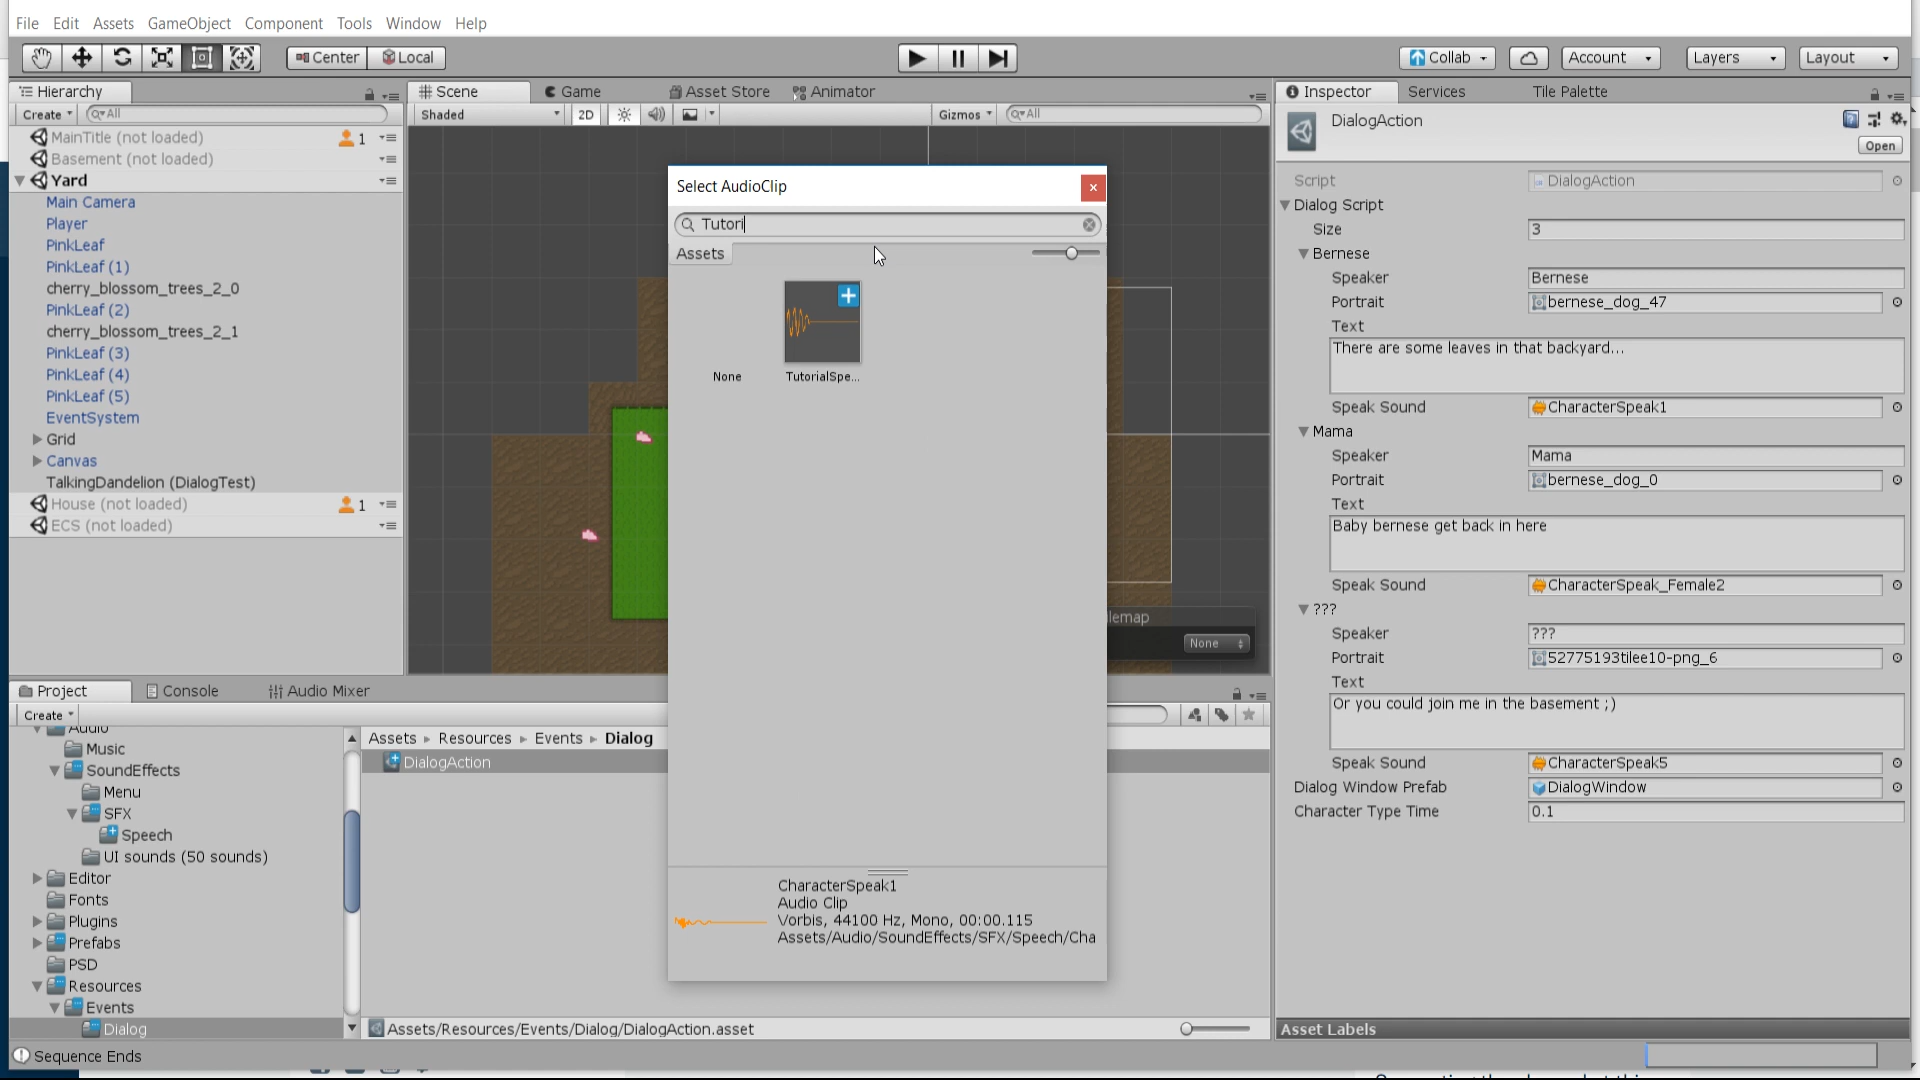 File Edit Assets GameObject Component Tools Window Help
Center Local Collab Account Layers Layout
Hierarchy
Create All
MainTitle (not loaded) 1
Basement (not loaded)
Yard
Main Camera
Player
PinkLeaf
PinkLeaf (1)
cherry_blossom_trees_2_0
PinkLeaf (2)
cherry_blossom_trees_2_1
PinkLeaf (3)
PinkLeaf (4)
PinkLeaf (5)
EventSystem
Grid
Canvas
TalkingDandelion (DialogTest)
House (not loaded) 1
ECS (not loaded)
Scene Game Asset Store Animator
Shaded 2D Gizmos All
Select AudioClip
Tutori
Assets
None TutorialSpe...
CharacterSpeak1
Audio Clip
Vorbis, 44100 Hz, Mono, 00:00.115
Assets/Audio/SoundEffects/SFX/Speech/Cha
None
Inspector Services Tile Palette
DialogAction
Open
Script DialogAction
Dialog Script
Size 3
Bernese
Speaker Bernese
Portrait bernese_dog_47
Text
There are some leaves in that backyard...
Speak Sound CharacterSpeak1
Mama
Speaker Mama
Portrait bernese_dog_0
Text
Baby bernese get back in here
Speak Sound CharacterSpeak_Female2
???
Speaker ???
Portrait 52775193tilee10-png_6
Text
Or you could join me in the basement ;)
Speak Sound CharacterSpeak5
Dialog Window Prefab DialogWindow
Character Type Time 0.1
Asset Labels
Project Console Audio Mixer
Create
Audio
Music
SoundEffects
Menu
SFX
Speech
UI sounds (50 sounds)
Editor
Fonts
Plugins
Prefabs
PSD
Resources
Events
Dialog
Assets Resources Events Dialog
DialogAction
Assets/Resources/Events/Dialog/DialogAction.asset
Sequence Ends